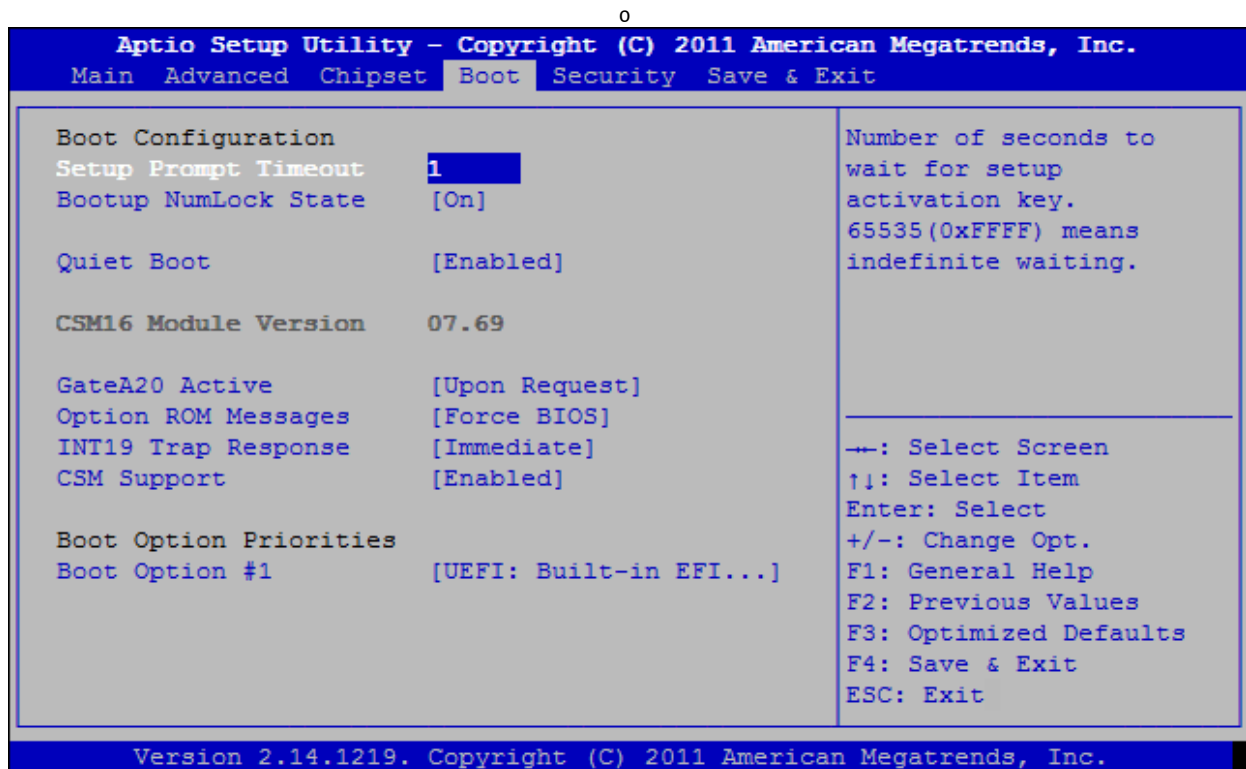 o
Aptio Setup Utility – Copyright (C) 2011 American Megatrends, Inc.
Main Advanced Chipset Boot Security Save & Exit
Boot Configuration
Setup Prompt Timeout 1
Bootup NumLock State [On]
Quiet Boot [Enabled]
CSM16 Module Version 07.69
GateA20 Active [Upon Request]
Option ROM Messages [Force BIOS]
INT19 Trap Response [Immediate]
CSM Support [Enabled]
Boot Option Priorities
Boot Option #1 [UEFI: Built-in EFI...]
Number of seconds to
wait for setup
activation key.
65535(0xFFFF) means
indefinite waiting.
→←: Select Screen
↑↓: Select Item
Enter: Select
+/-: Change Opt.
F1: General Help
F2: Previous Values
F3: Optimized Defaults
F4: Save & Exit
ESC: Exit
Version 2.14.1219. Copyright (C) 2011 American Megatrends, Inc.